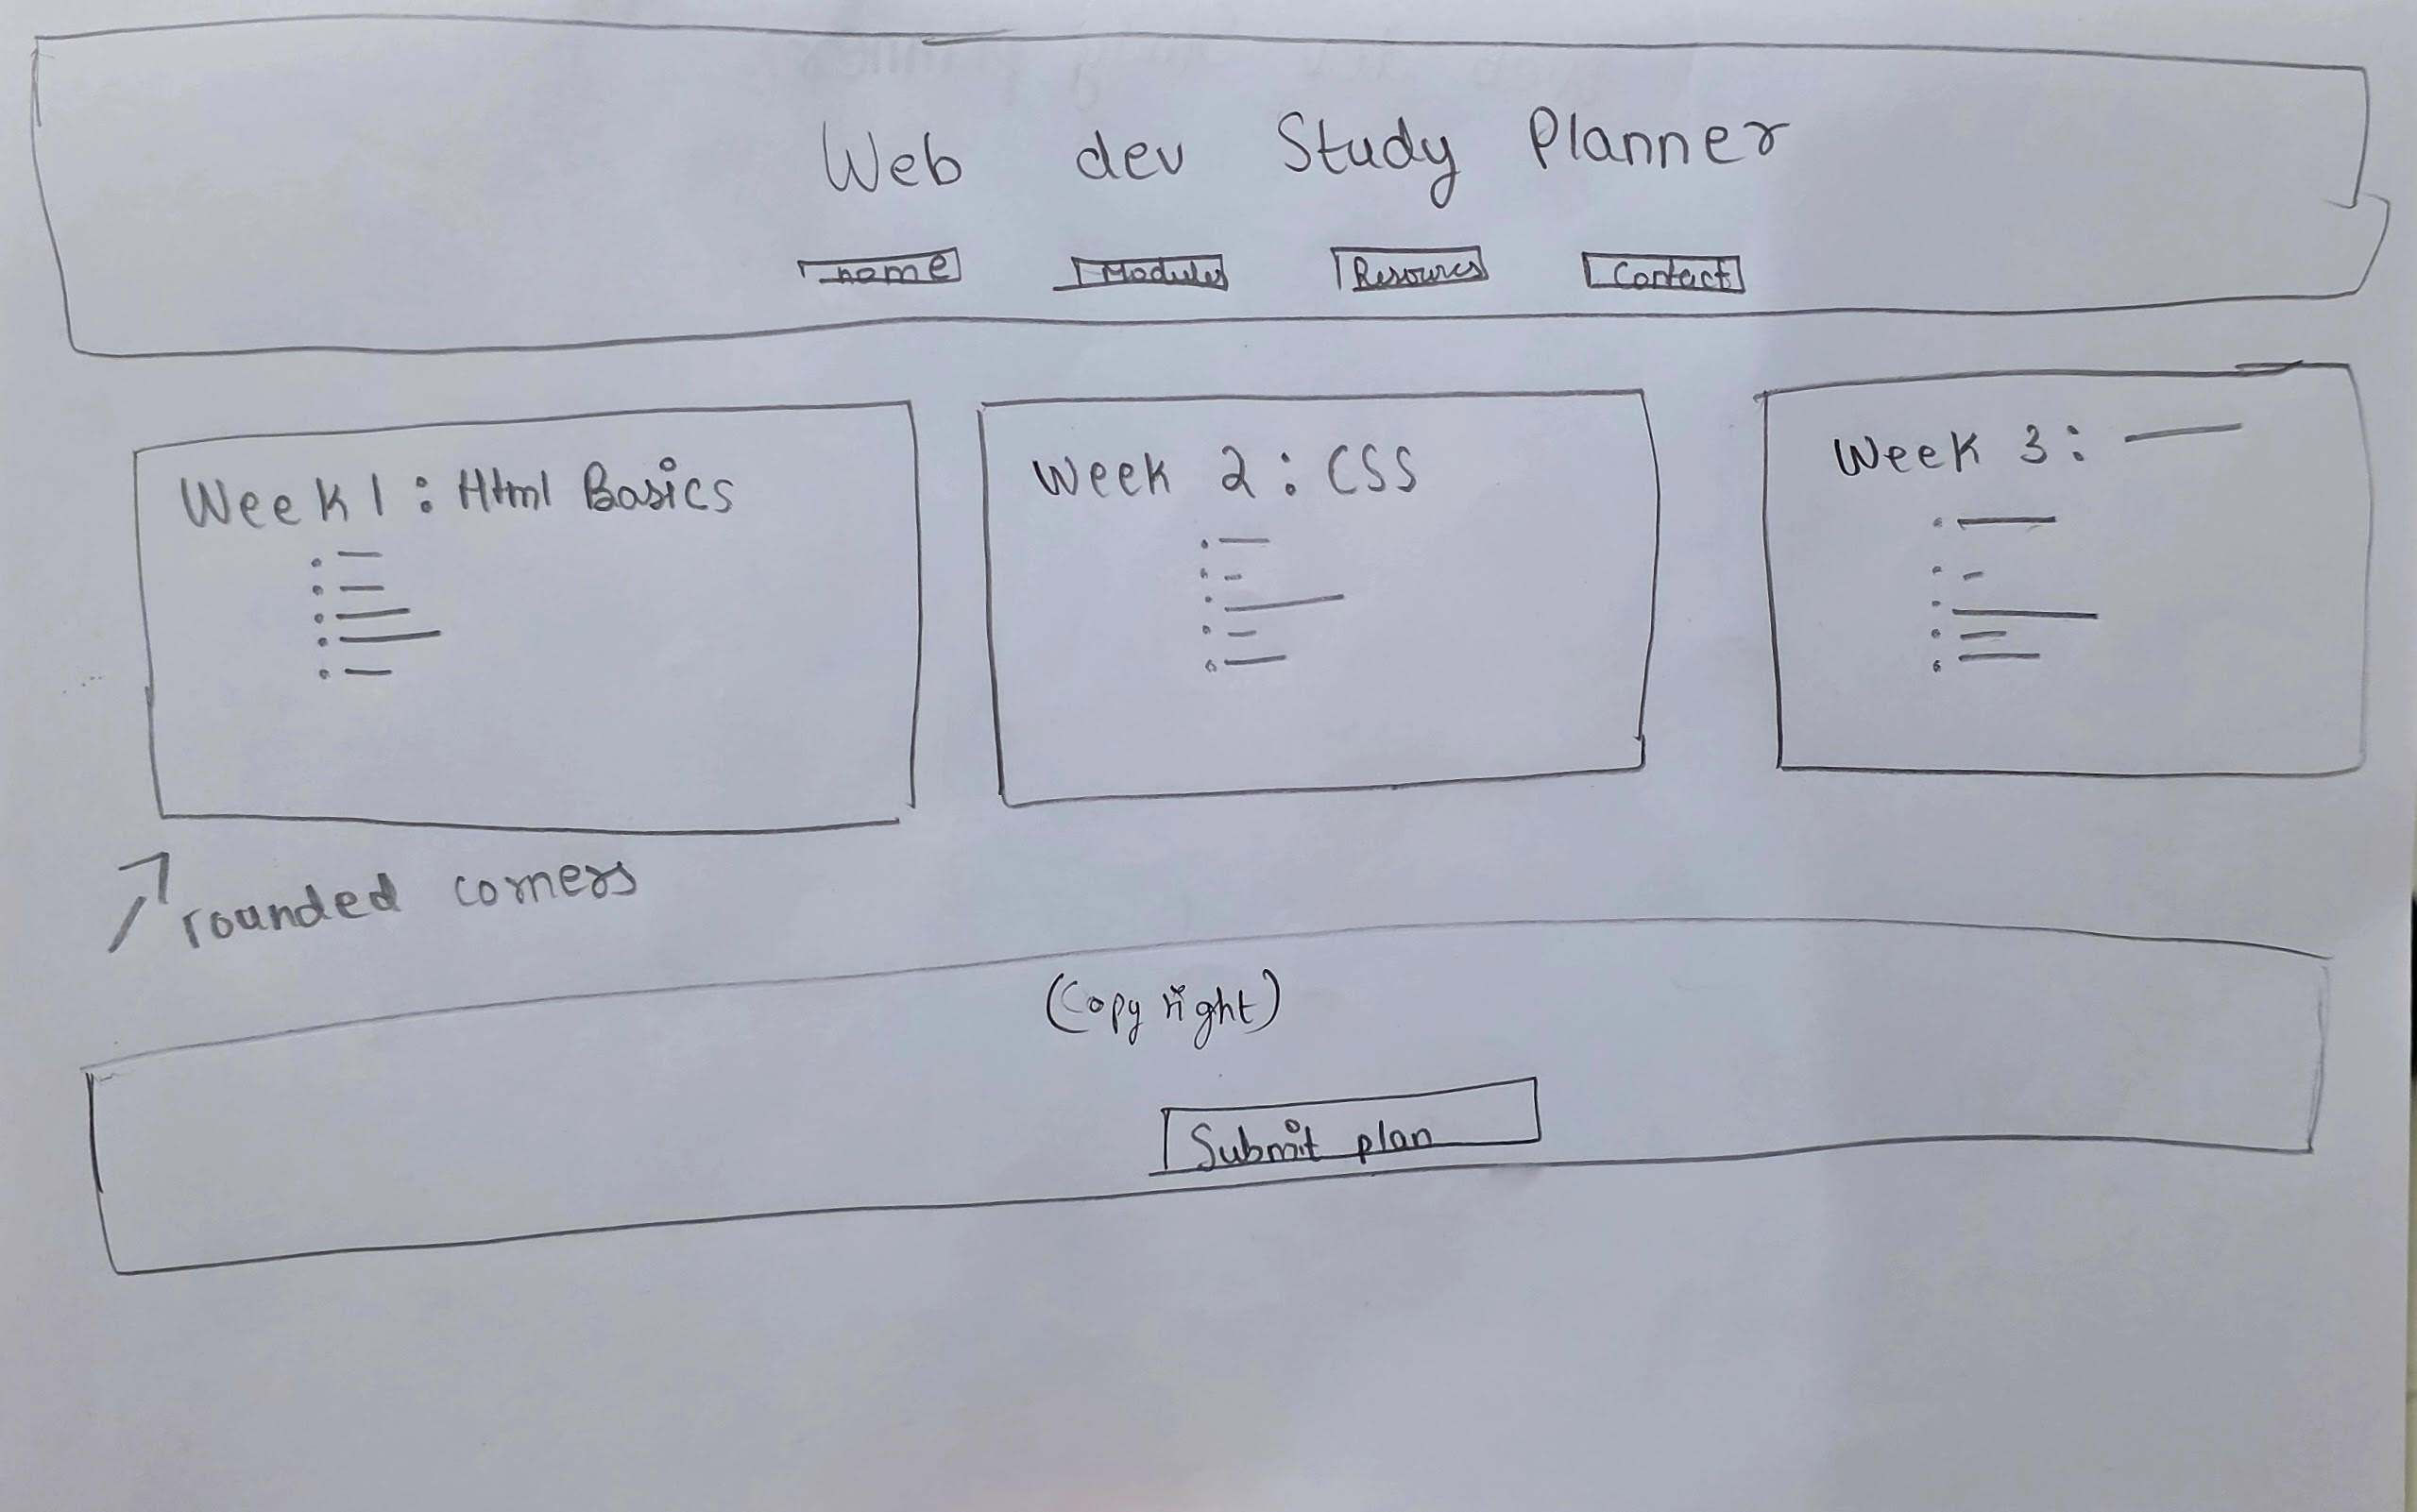 Web dev Study Planner
home Modules Resources Contact
Week 1 : Html Basics
Week 2 : CSS
Week 3 :
rounded corners
(Copy right)
Submit plan